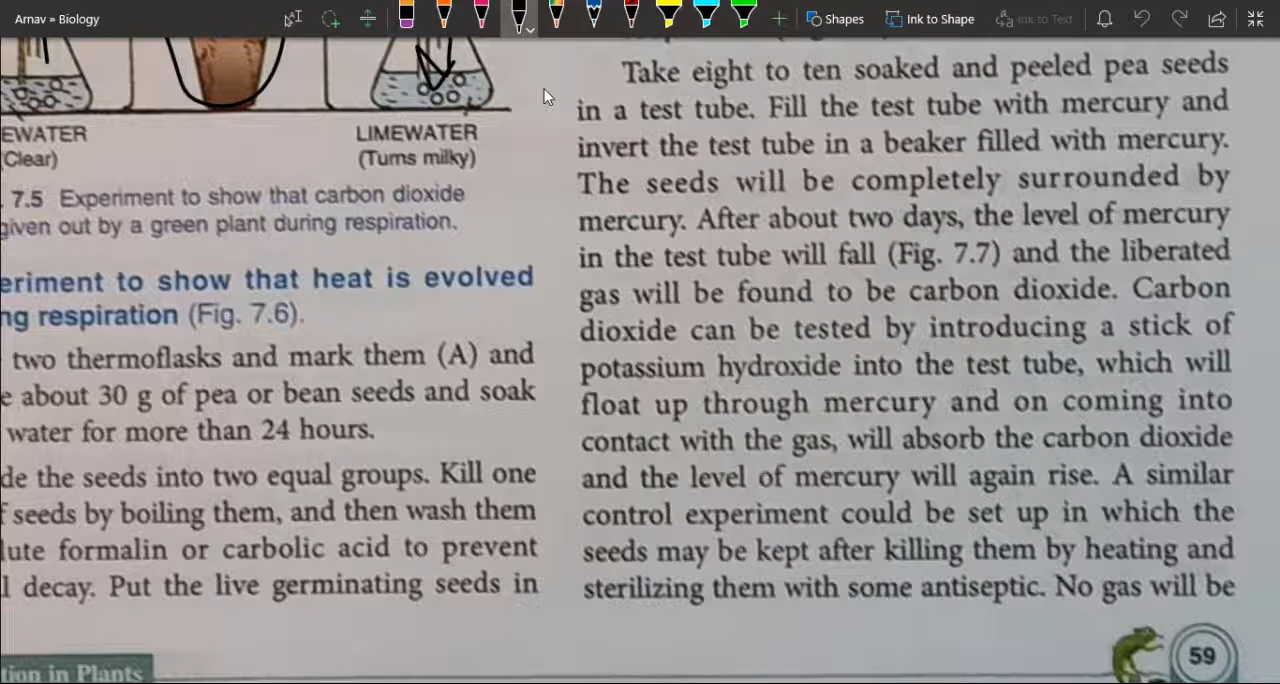 Arnav » Biology
Shapes
Ink to Shape
Ink to Text
EWATER
(Clear)
LIMEWATER
(Turns milky)
. 7.5 Experiment to show that carbon dioxide
given out by a green plant during respiration.
eriment to show that heat is evolved
ng respiration (Fig. 7.6).
two thermoflasks and mark them (A) and
e about 30 g of pea or bean seeds and soak
water for more than 24 hours.
de the seeds into two equal groups. Kill one
f seeds by boiling them, and then wash them
lute formalin or carbolic acid to prevent
l decay. Put the live germinating seeds in
tion in Plants
Take eight to ten soaked and peeled pea seeds
in a test tube. Fill the test tube with mercury and
invert the test tube in a beaker filled with mercury.
The seeds will be completely surrounded by
mercury. After about two days, the level of mercury
in the test tube will fall (Fig. 7.7) and the liberated
gas will be found to be carbon dioxide. Carbon
dioxide can be tested by introducing a stick of
potassium hydroxide into the test tube, which will
float up through mercury and on coming into
contact with the gas, will absorb the carbon dioxide
and the level of mercury will again rise. A similar
control experiment could be set up in which the
seeds may be kept after killing them by heating and
sterilizing them with some antiseptic. No gas will be
59